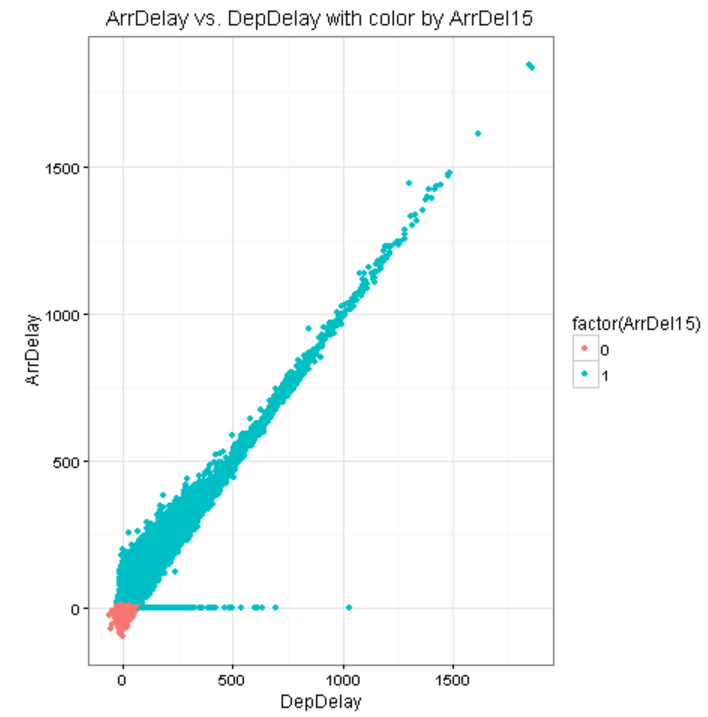 ArrDelay vs. DepDelay with color by ArrDel15
ArrDelay
1500
1000
500
0
0
500
1000
1500
DepDelay
factor(ArrDel15)
0
1